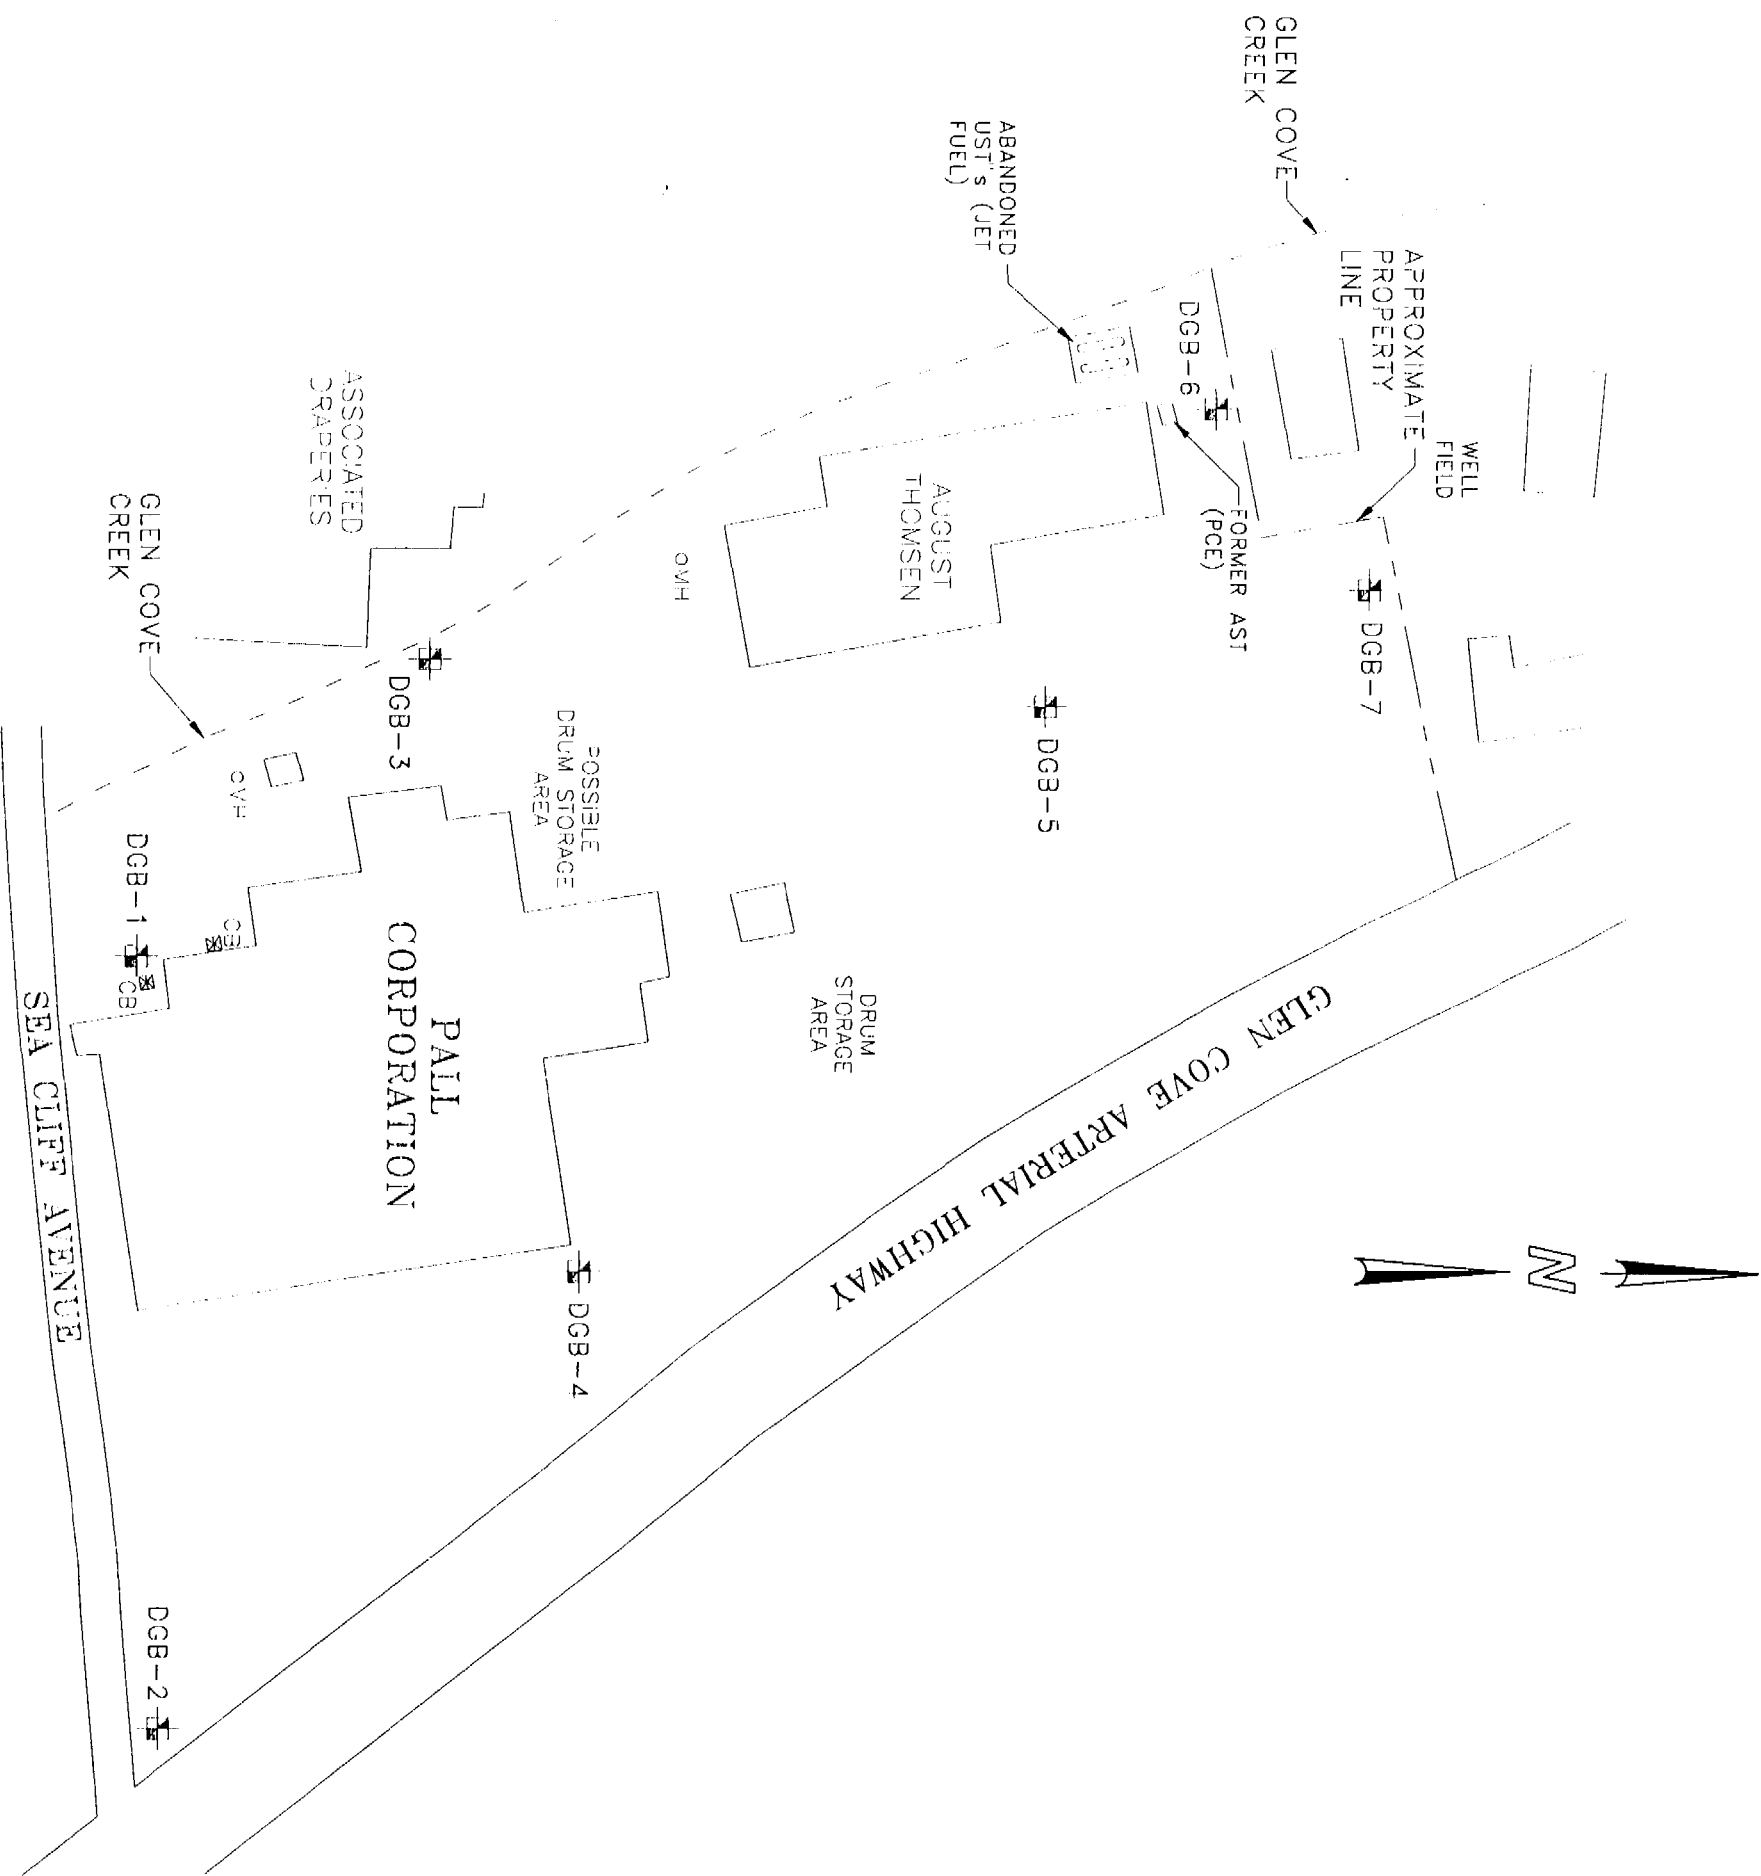 GLEN COVE
CREEK
APPROXIMATE
PROPERTY
LINE
WELL
FIELD
ABANDONED
UST's (JET
FUEL)
DGB-6
FORMER AST
(PCE)
DGB-7
AUGUST
THOMSEN
OMH
DGB-5
ASSOCIATED
DRAPERIES
GLEN COVE
CREEK
DGB-3
POSSIBLE
DRUM STORAGE
AREA
OMH
DRUM
STORAGE
AREA
DGB-1
CB
CB
PALL
CORPORATION
GLEN COVE ARTERIAL HIGHWAY
SEA CLIFF AVENUE
DGB-4
DGB-2
N